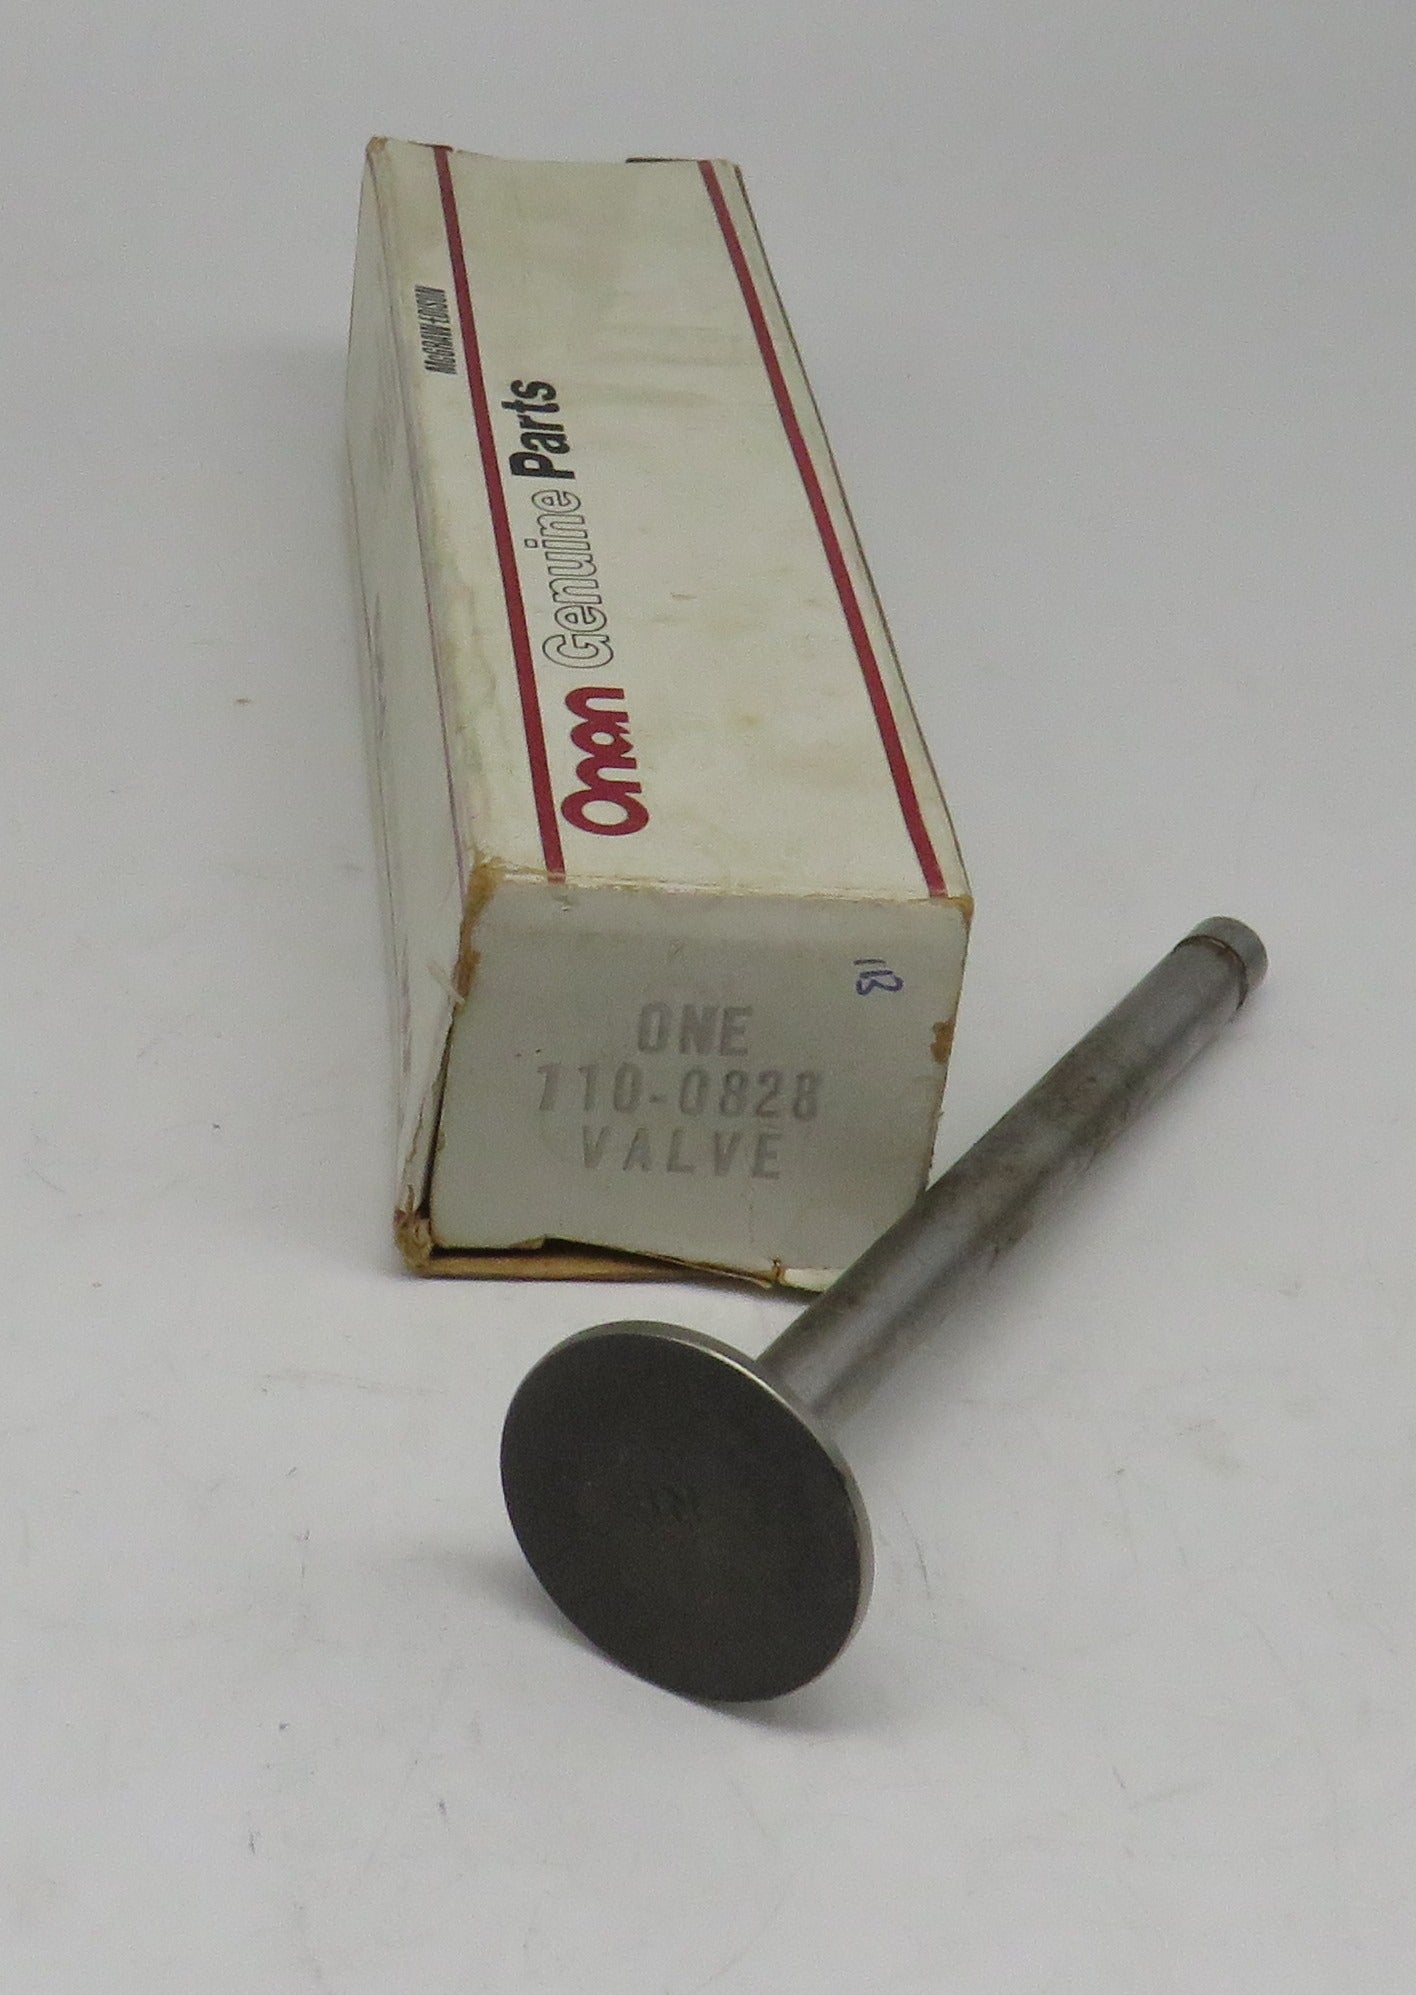 McGRAW-EDISON
Onan Genuine Parts
ONE
110-0828
VALVE